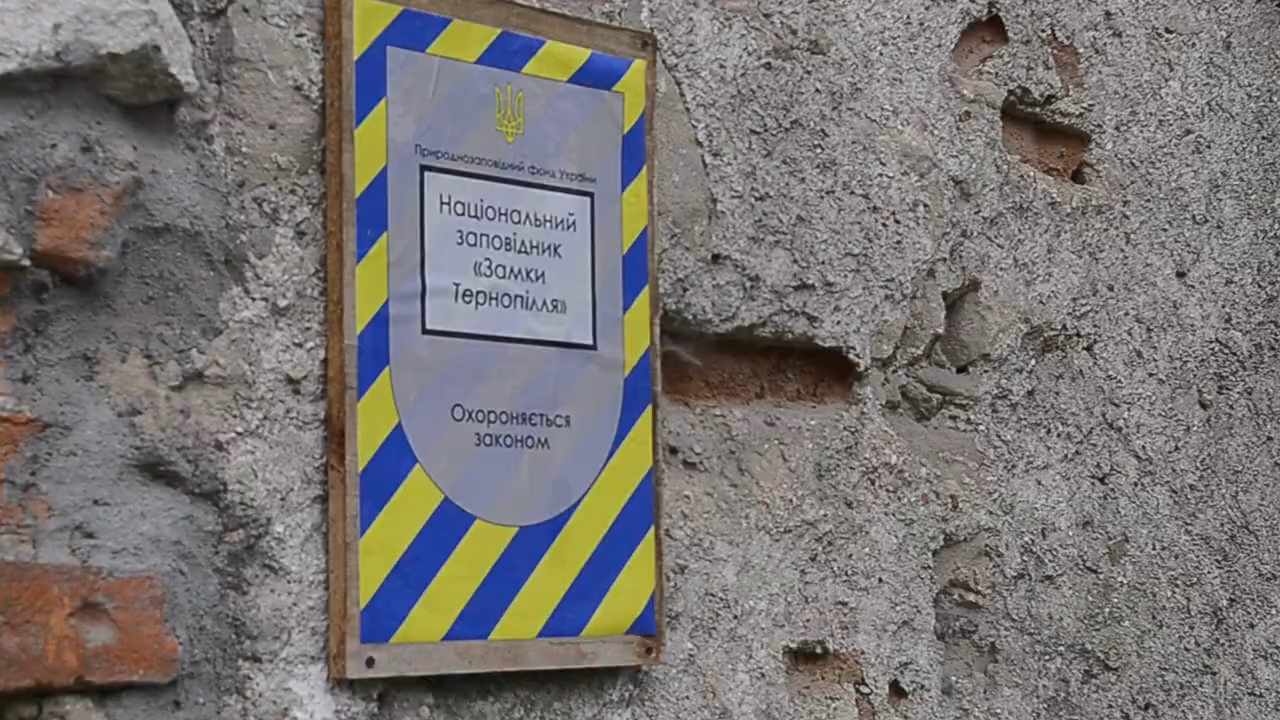 Природнозаповідний фонд України
Національний
заповідник
«Замки
Тернопілля»
Охороняється
законом